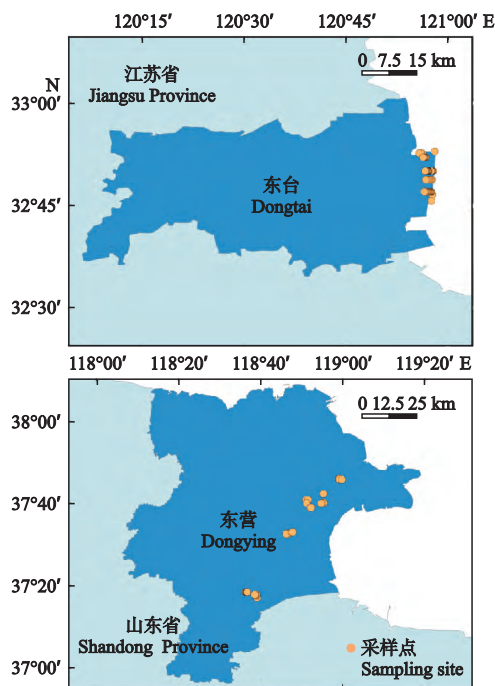 120°15′ 120°30′ 120°45′ 121°00′ E
N
33°00′
32°45′
32°30′
江苏省
Jiangsu Province
0 7.5 15 km
东台
Dongtai
118°00′ 118°20′ 118°40′ 119°00′ 119°20′ E
38°00′
37°40′
37°20′
37°00′
0 12.5 25 km
东营
Dongying
山东省
Shandong Province
采样点
Sampling site